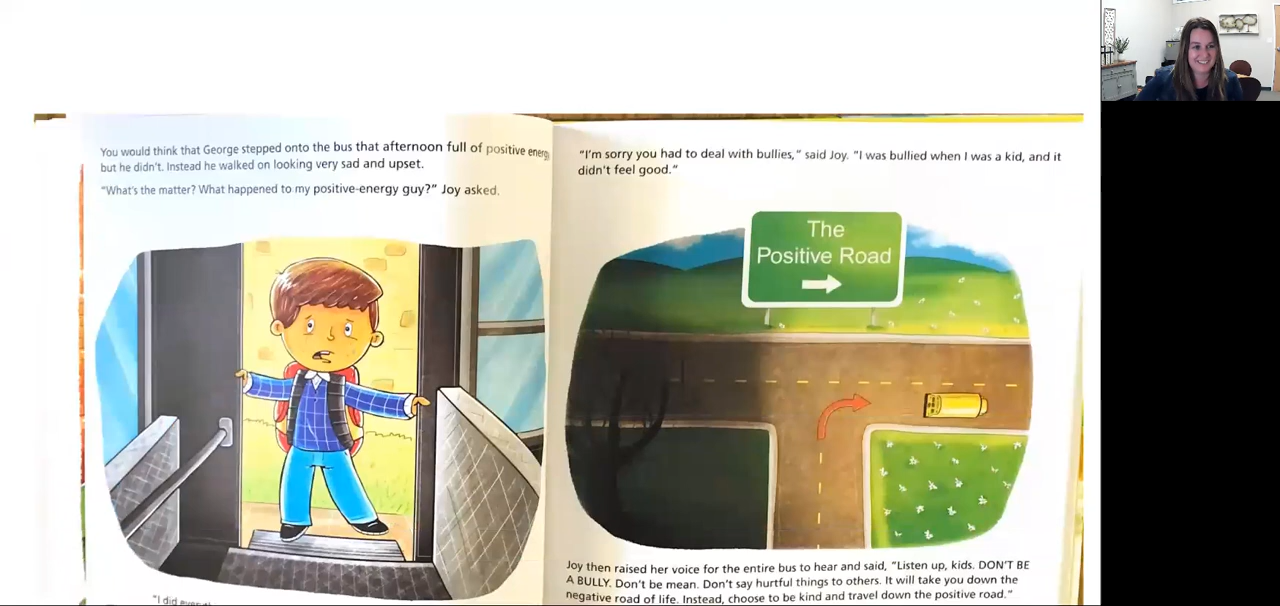 You would think that George stepped onto the bus that afternoon full of positive energy
but he didn't. Instead he walked on looking very sad and upset.
"What's the matter? What happened to my positive-energy guy?" Joy asked.
"I did
"I'm sorry you had to deal with bullies," said Joy. "I was bullied when I was a kid, and it
didn't feel good."
The
Positive Road
Joy then raised her voice for the entire bus to hear and said, "Listen up, kids. DON'T BE
A BULLY. Don't be mean. Don't say hurtful things to others. It will take you down the
negative road of life. Instead, choose to be kind and travel down the positive road."